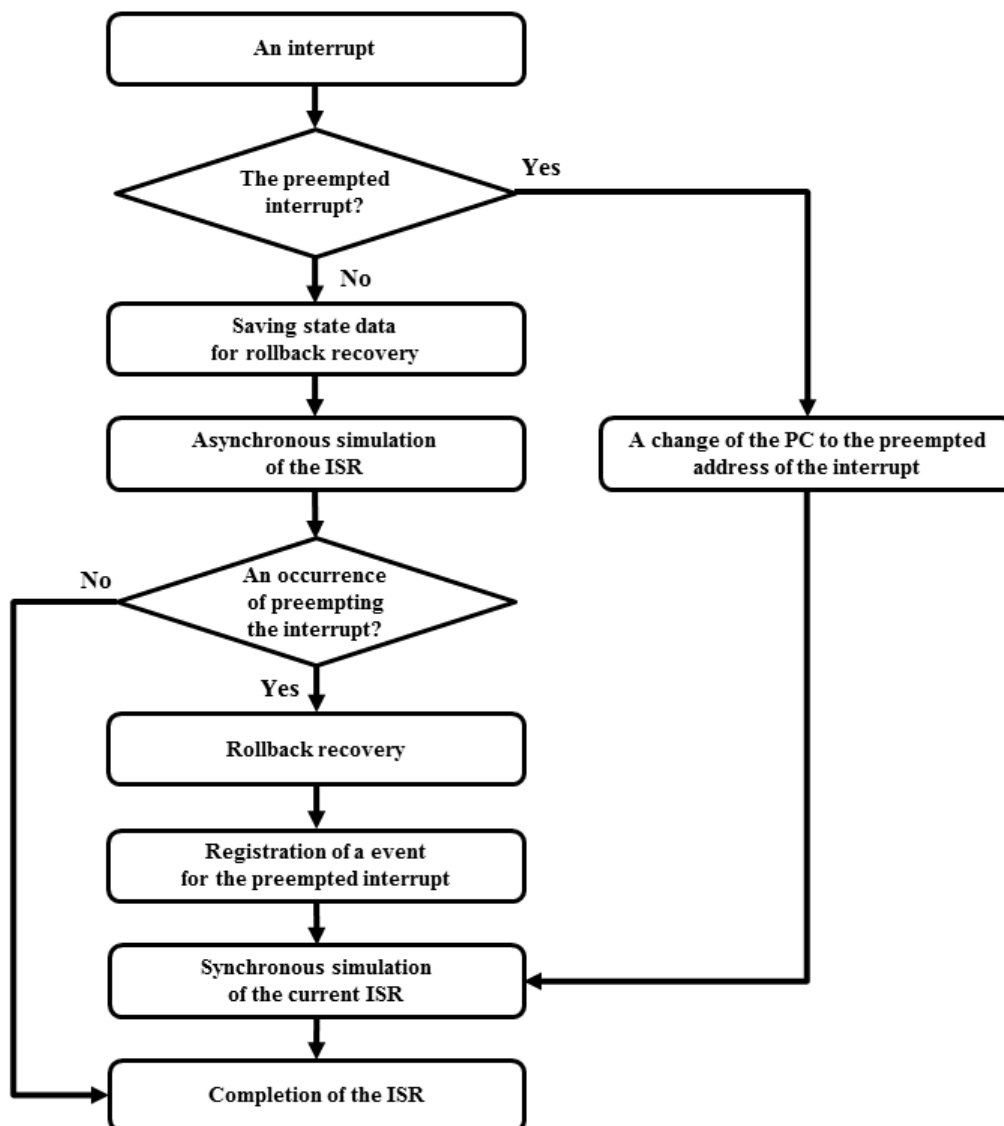 An interrupt
The preempted
interrupt?
Yes
No
Saving state data
for rollback recovery
Asynchronous simulation
of the ISR
A change of the PC to the preempted
address of the interrupt
No
An occurrence
of preempting
the interrupt?
Yes
Rollback recovery
Registration of a event
for the preempted interrupt
Synchronous simulation
of the current ISR
Completion of the ISR